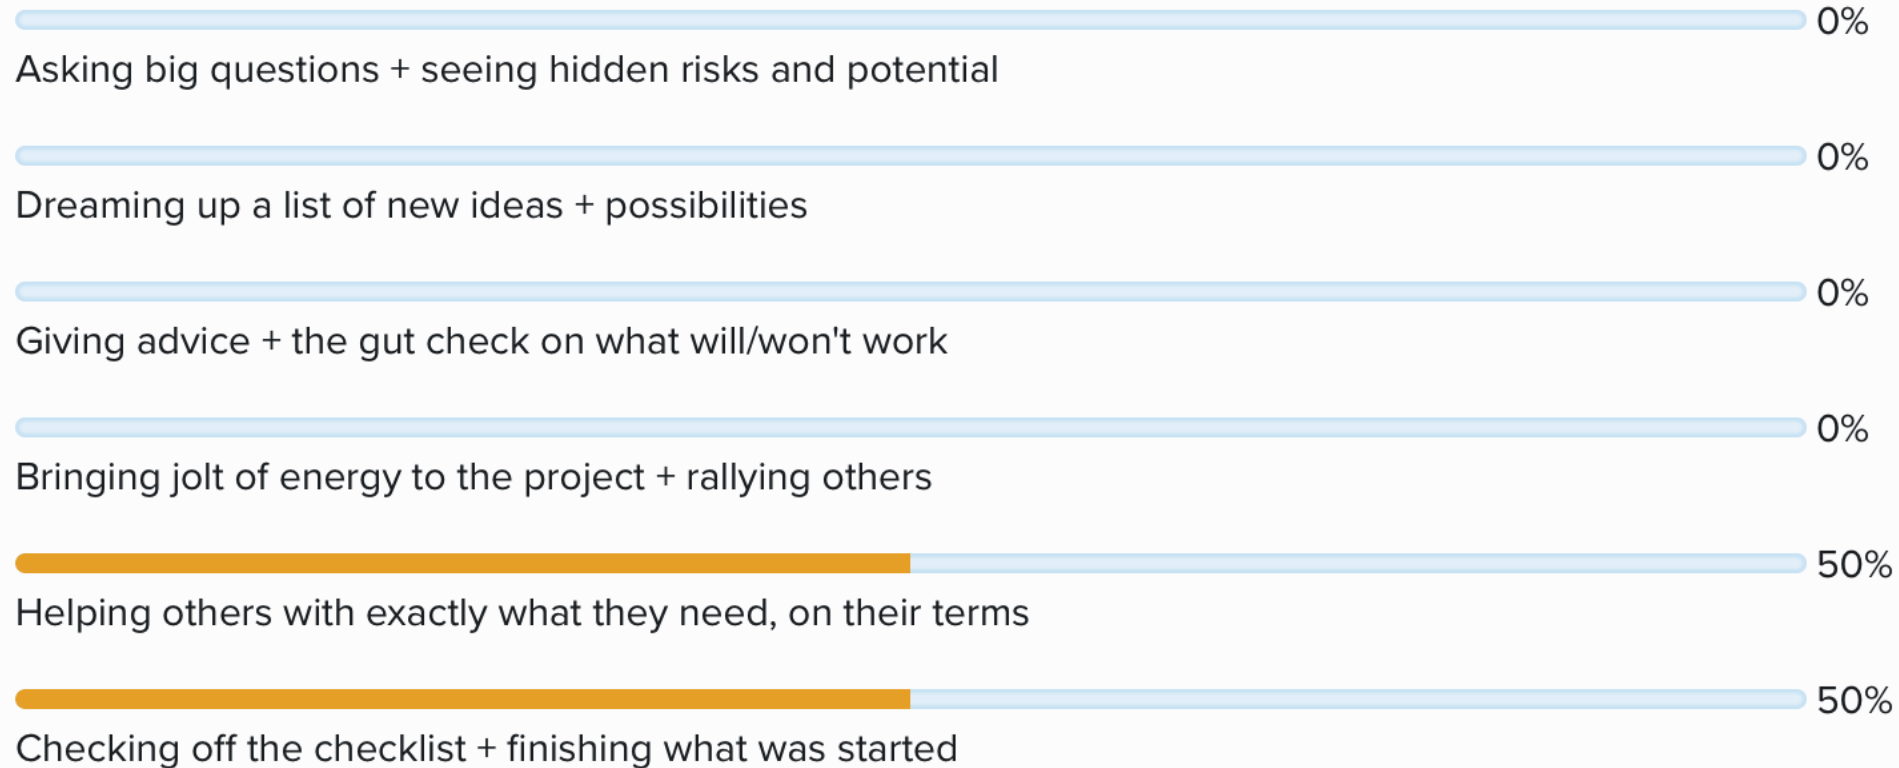 0%
Asking big questions + seeing hidden risks and potential
0%
Dreaming up a list of new ideas + possibilities
0%
Giving advice + the gut check on what will/won't work
0%
Bringing jolt of energy to the project + rallying others
50%
Helping others with exactly what they need, on their terms
50%
Checking off the checklist + finishing what was started